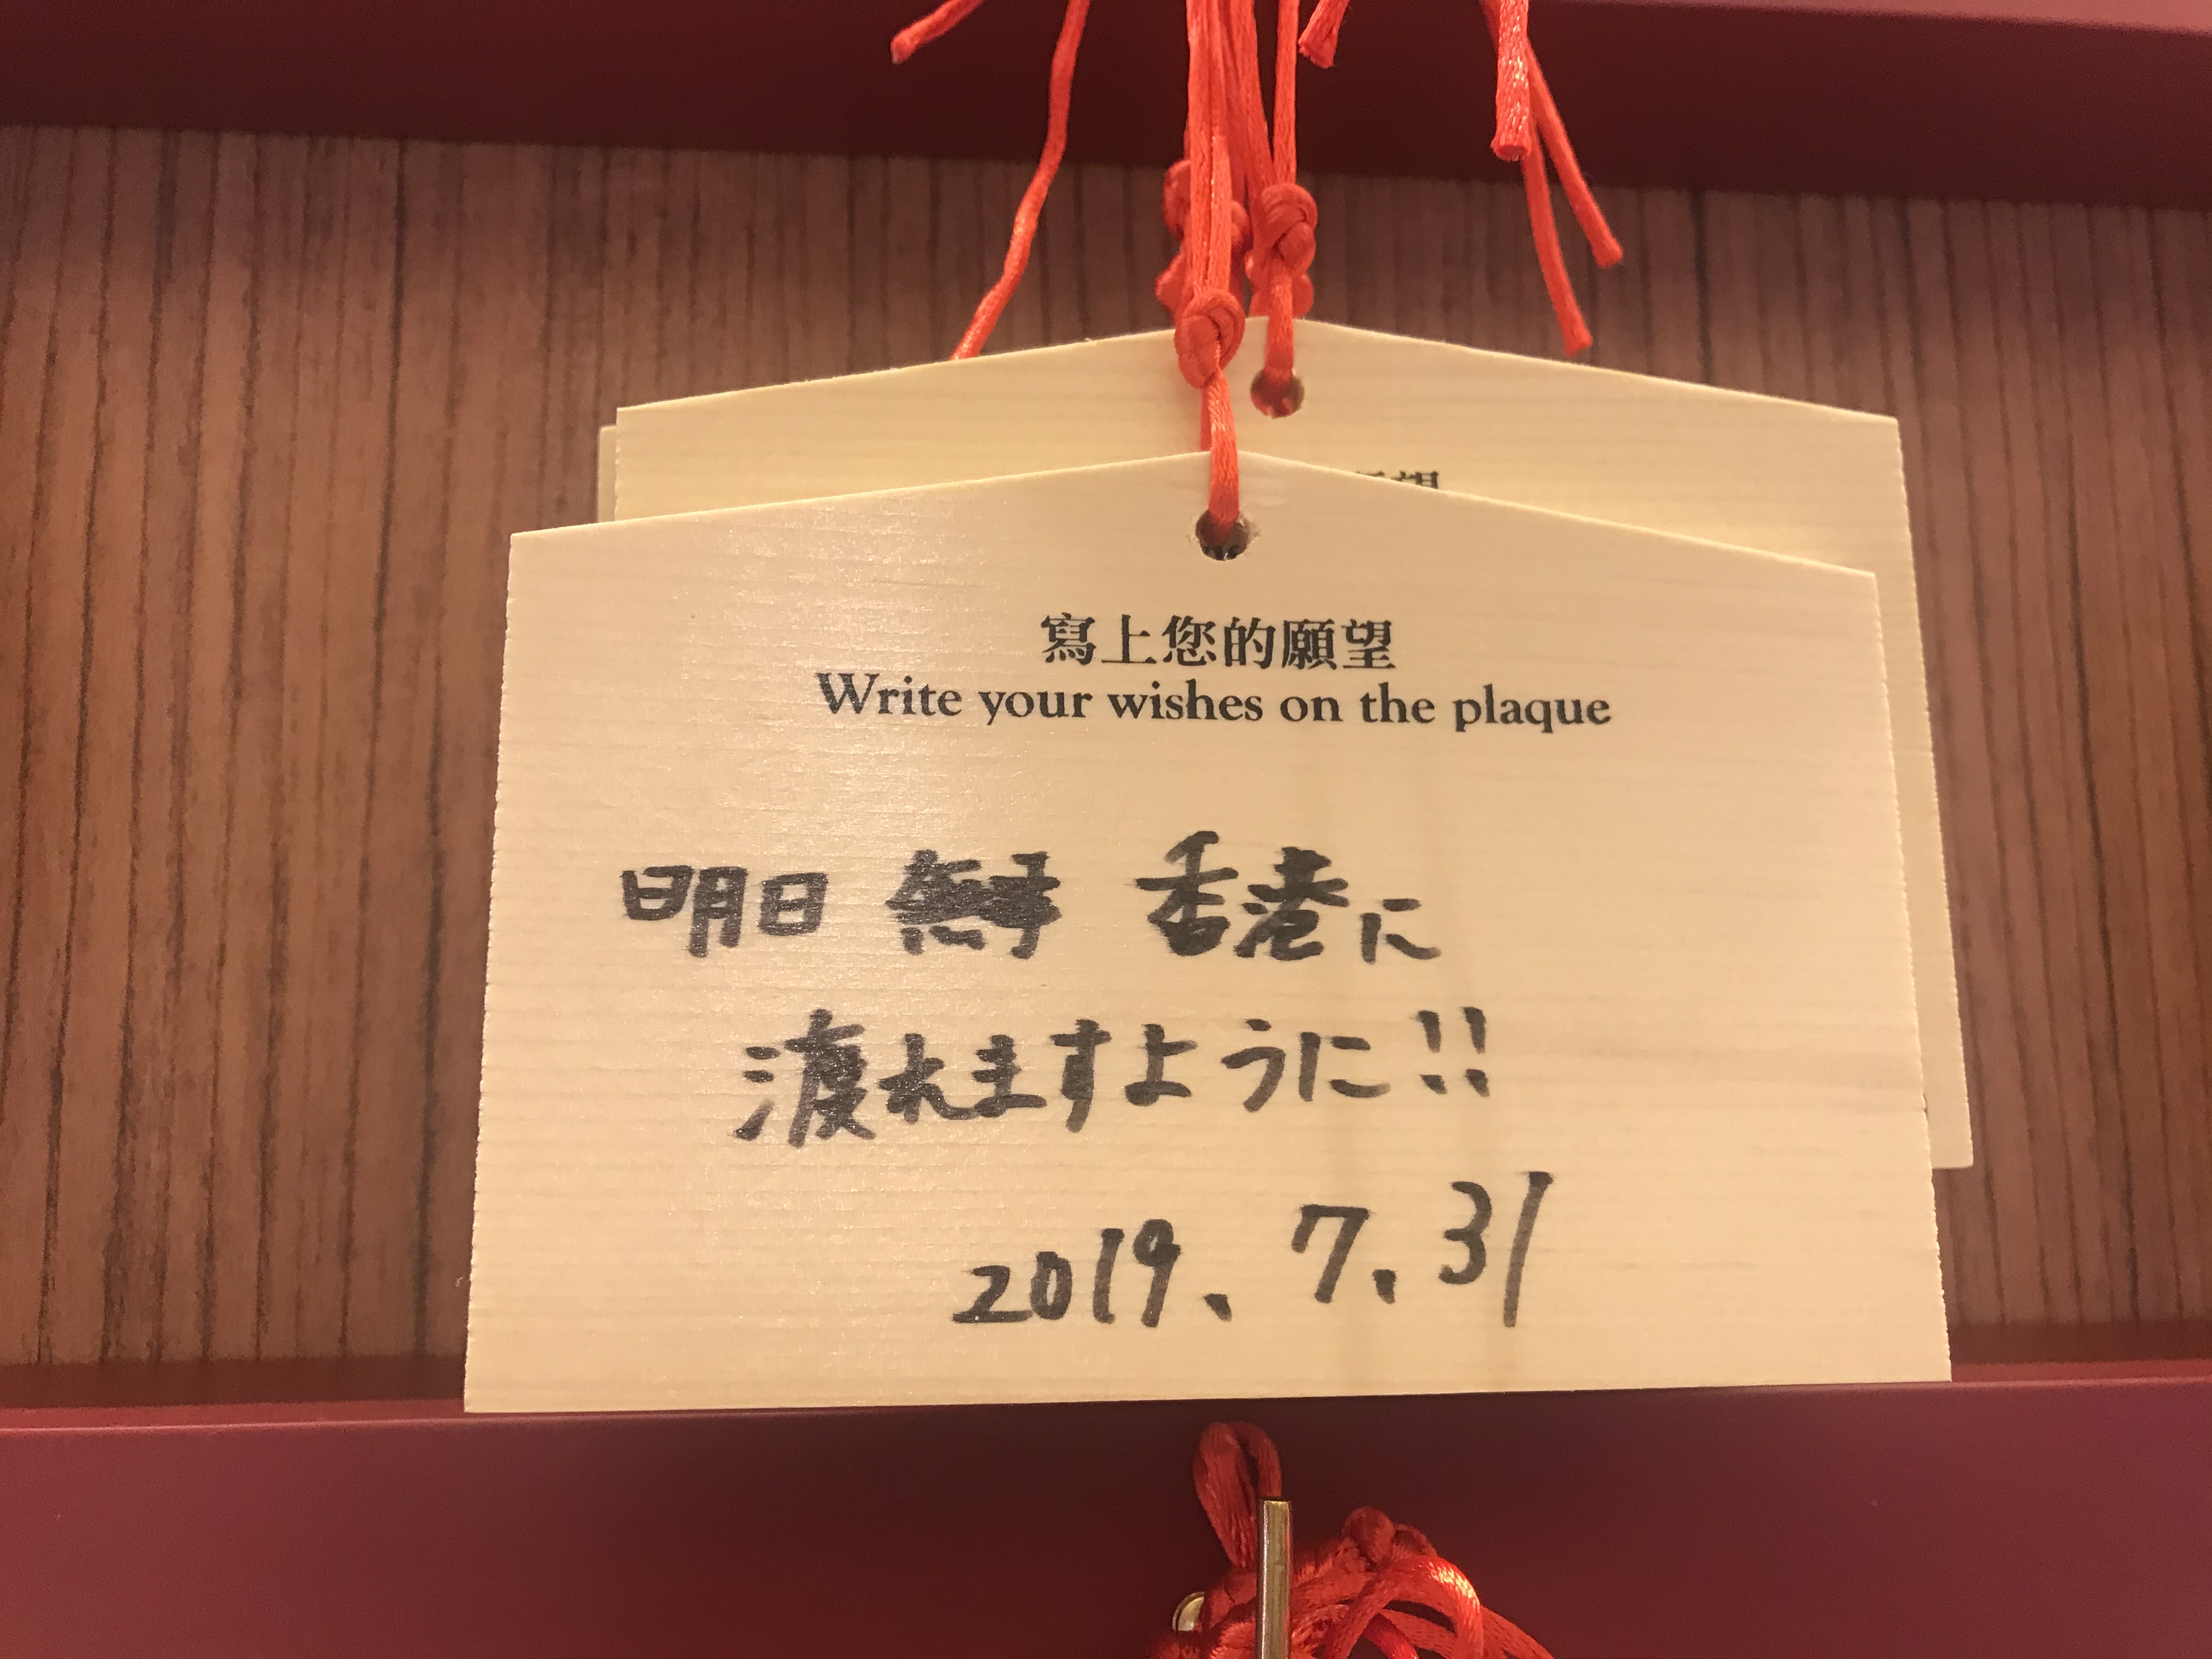 寫上您的願望
Write your wishes on the plaque
明日 無事 香港に
渡れますように!!
2019.7.31
望